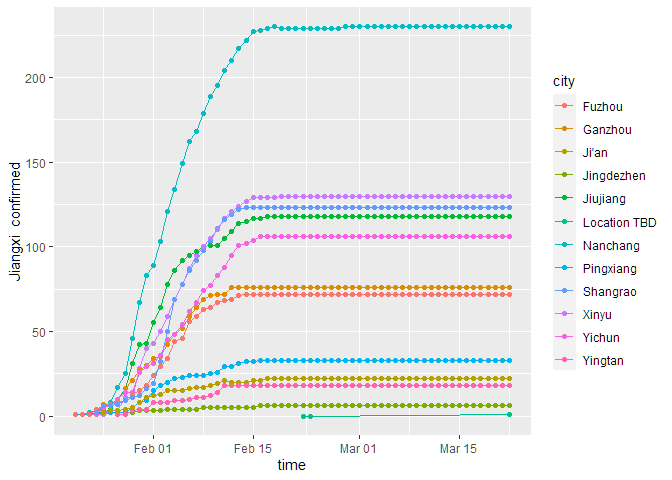 Jiangxi confirmed
200
150
100
50
0
Feb 01 Feb 15 Mar 01 Mar 15
time
city
Fuzhou
Ganzhou
Ji'an
Jingdezhen
Jiujiang
Location TBD
Nanchang
Pingxiang
Shangrao
Xinyu
Yichun
Yingtan